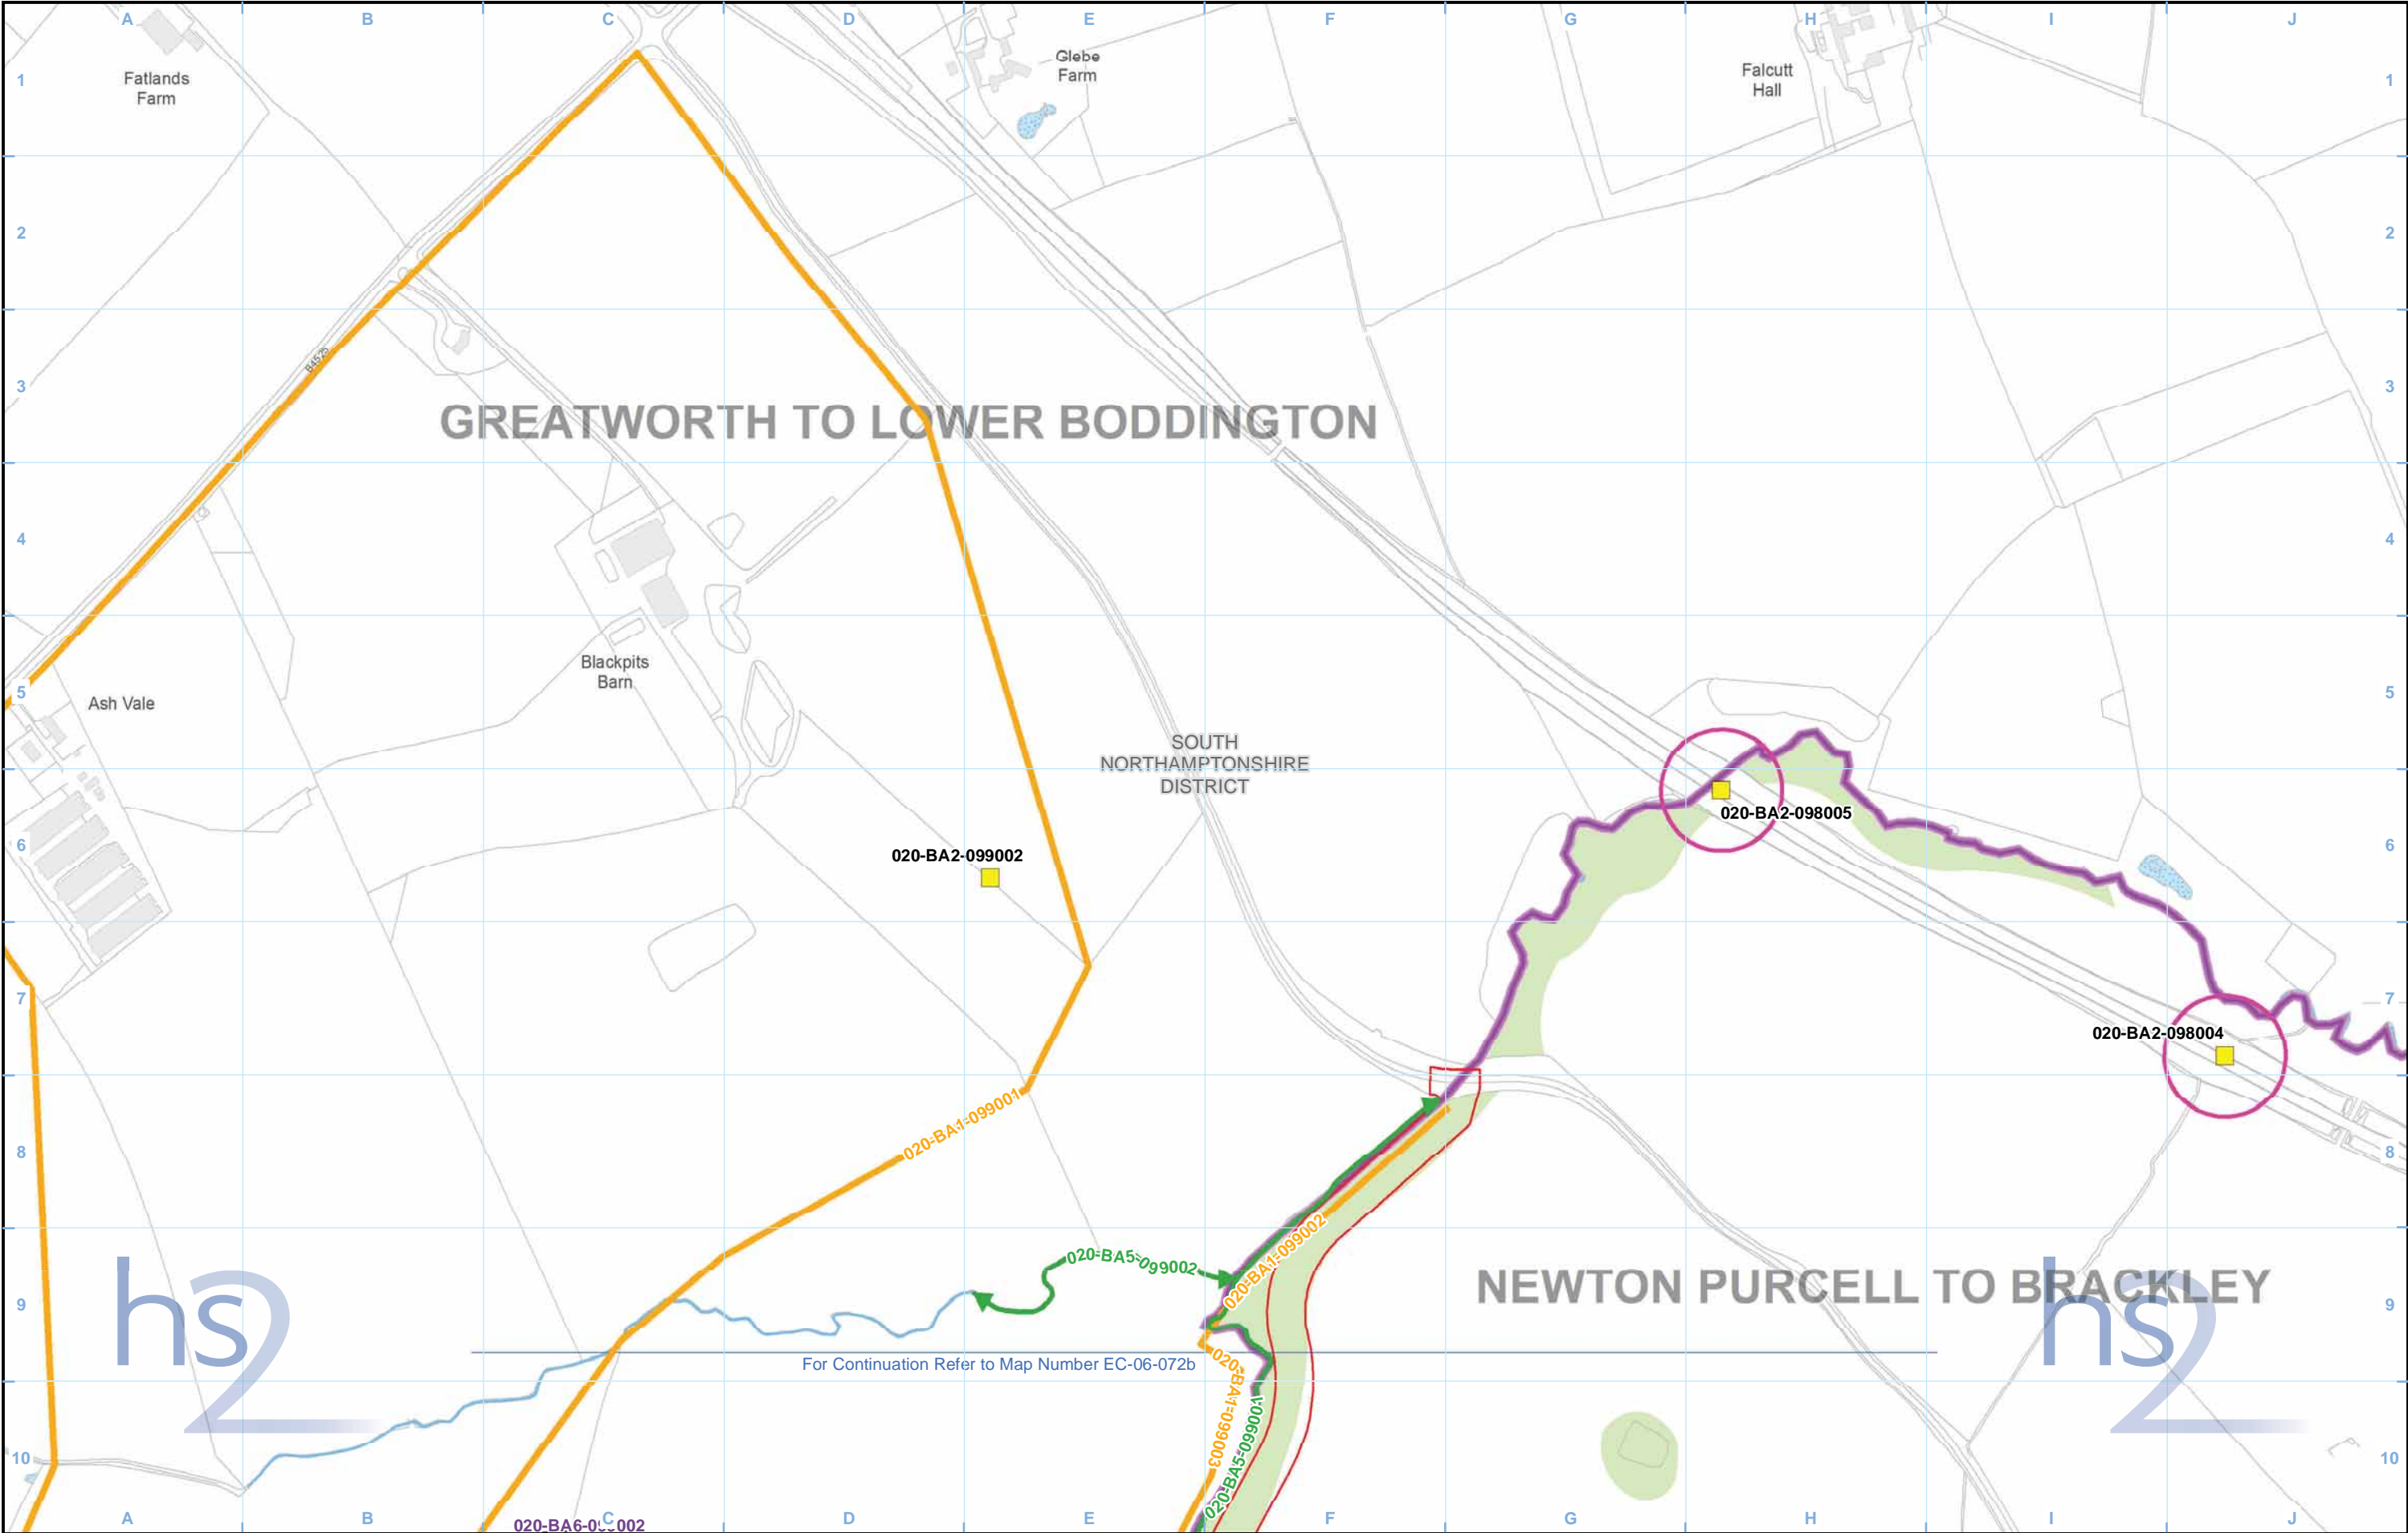 A B C D E F G H I J
1 Fatlands
Farm
Glebe
Farm
Falcutt
Hall
1
2 2
B4525
3 3
GREATWORTH TO LOWER BODDINGTON
4 4
Blackpits
Barn
5 5
Ash Vale
SOUTH
NORTHAMPTONSHIRE
DISTRICT
020-BA2-098005
6 6
020-BA2-099002
7 7
020-BA2-098004
020-BA1-099001
8 8
020-BA5-099002
020-BA1-099002
NEWTON PURCELL TO BRACKLEY
9 9
hs2 hs2
For Continuation Refer to Map Number EC-06-072b
020-BA1-099003
020-BA5-099001
10 10
A B C D E F G H I J